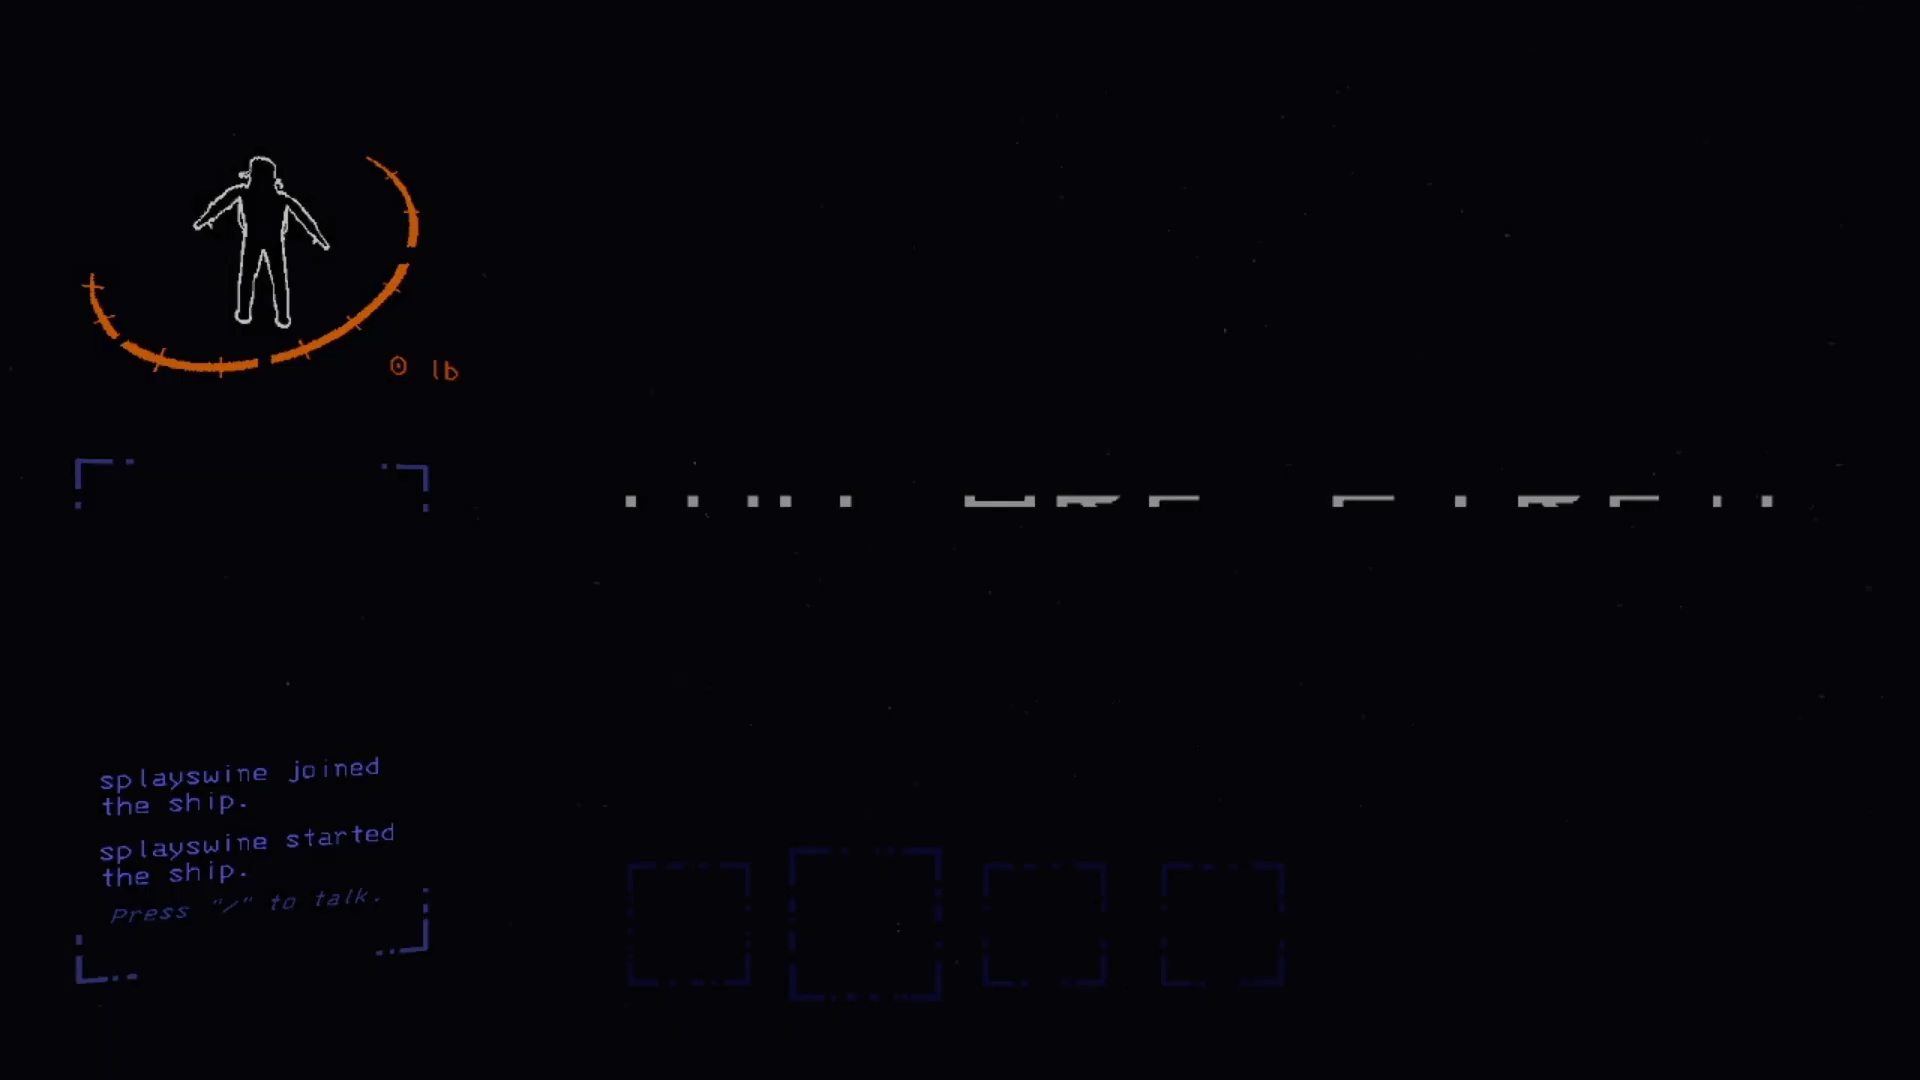 0 lb
splayswine joined
the ship.
splayswine started
the ship.
Press "/" to talk.